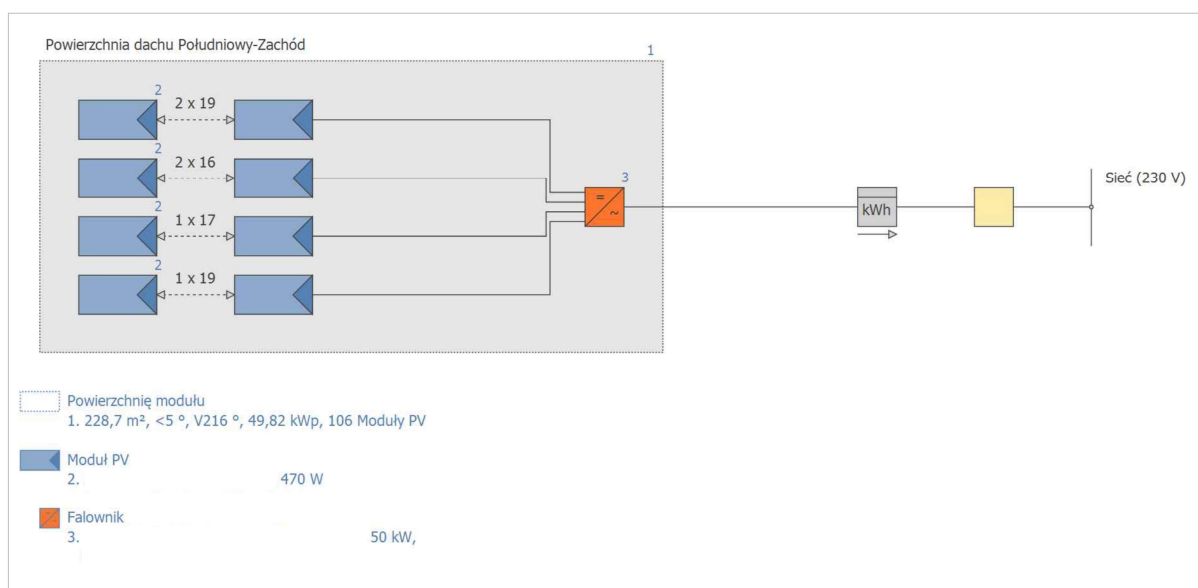 Powierzchnia dachu Południowy-Zachód
1
2
2 x 19
2
2 x 16
3
Sieć (230 V)
=
~
kWh
2
1 x 17
2
1 x 19
Powierzchnię modułu
1. 228,7 m², <5 °, V216 °, 49,82 kWp, 106 Moduły PV
Moduł PV
2. 470 W
Falownik
3. 50 kW,